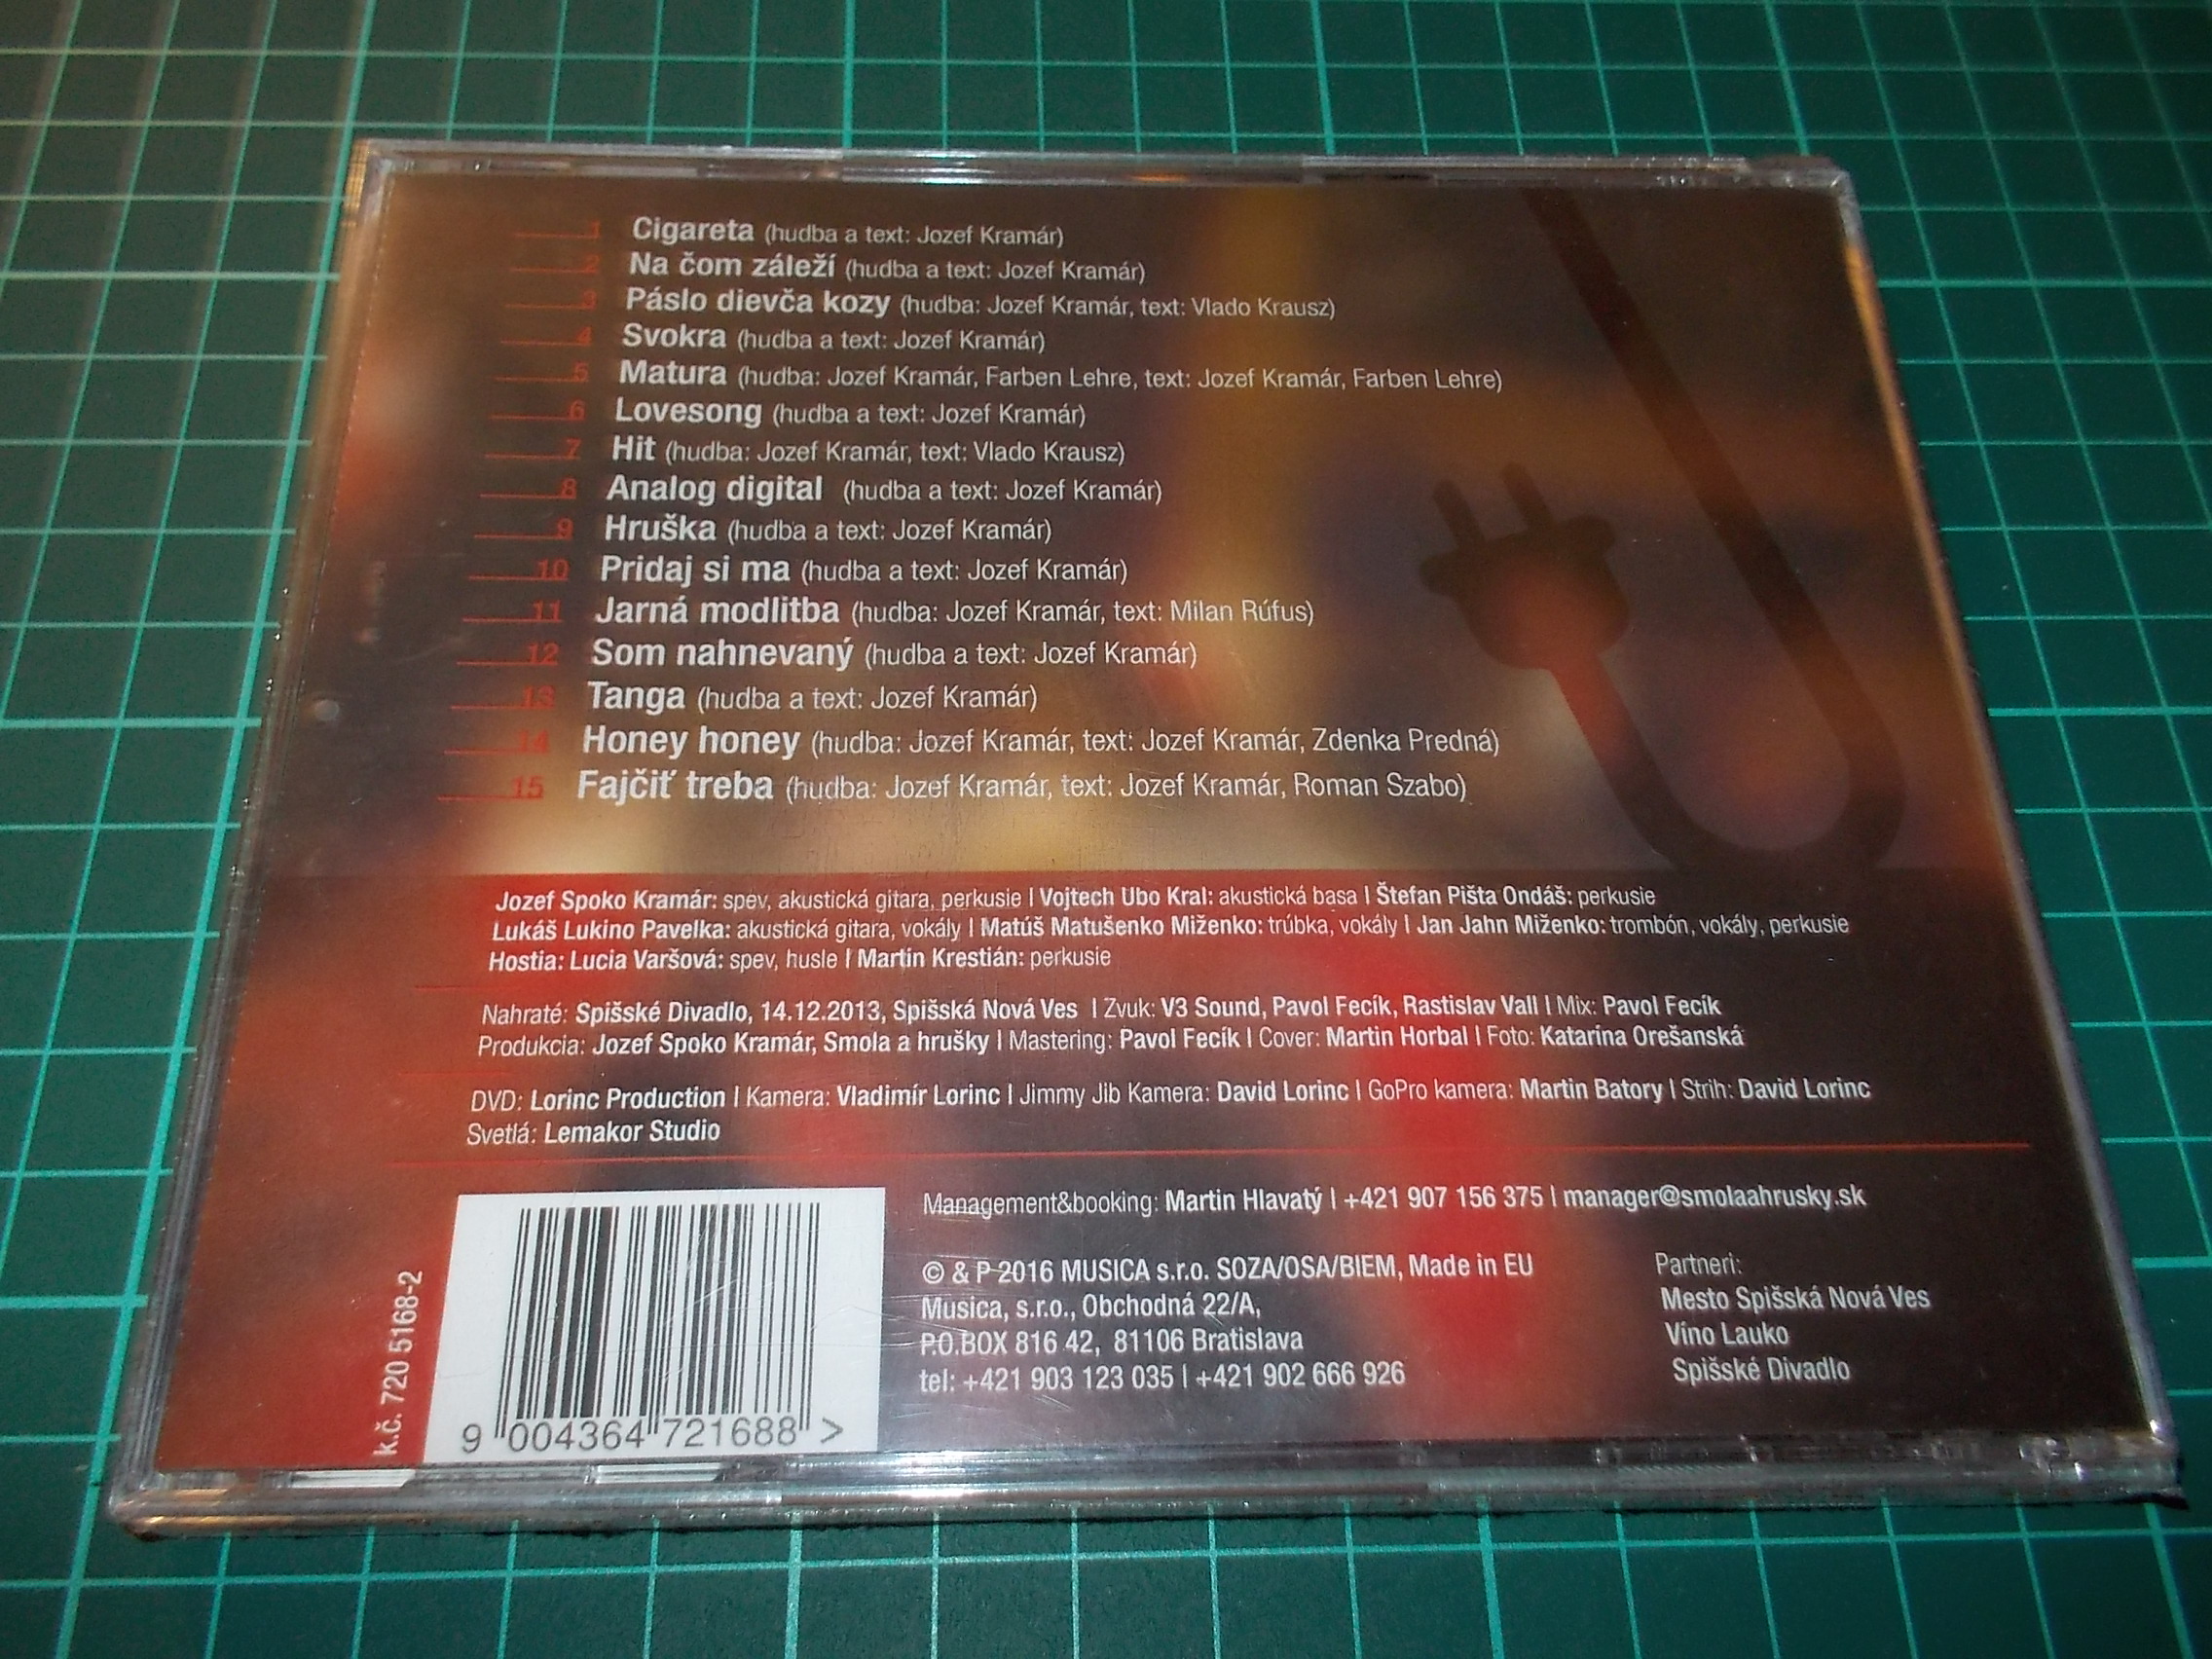 1 Cigareta (hudba a text: Jozef Kramár)
2 Na čom záleží (hudba a text: Jozef Kramár)
3 Páslo dievča kozy (hudba: Jozef Kramár, text: Vlado Krausz)
4 Svokra (hudba a text: Jozef Kramár)
5 Matura (hudba: Jozef Kramár, Farben Lehre, text: Jozef Kramár, Farben Lehre)
6 Lovesong (hudba a text: Jozef Kramár)
7 Hit (hudba: Jozef Kramár, text: Vlado Krausz)
8 Analog digital (hudba a text: Jozef Kramár)
9 Hruška (hudba a text: Jozef Kramár)
10 Pridaj si ma (hudba a text: Jozef Kramár)
11 Jarná modlitba (hudba: Jozef Kramár, text: Milan Rúfus)
12 Som nahnevaný (hudba a text: Jozef Kramár)
13 Tanga (hudba a text: Jozef Kramár)
14 Honey honey (hudba: Jozef Kramár, text: Jozef Kramár, Zdenka Predná)
15 Fajčiť treba (hudba: Jozef Kramár, text: Jozef Kramár, Roman Szabo)
Jozef Spoko Kramár: spev, akustická gitara, perkusie | Vojtech Ubo Kral: akustická basa | Štefan Pišta Ondáš: perkusie
Lukáš Lukino Pavelka: akustická gitara, vokály | Matúš Matušenko Miženko: trúbka, vokály | Jan Jahn Miženko: trombón, vokály, perkusie
Hostia: Lucia Varšová: spev, husle | Martin Krestián: perkusie
Nahraté: Spišské Divadlo, 14.12.2013, Spišská Nová Ves | Zvuk: V3 Sound, Pavol Fecík, Rastislav Vall | Mix: Pavol Fecík
Produkcia: Jozef Spoko Kramár, Smola a hrušky | Mastering: Pavol Fecík | Cover: Martin Horbal | Foto: Katarína Orešanská
DVD: Lorinc Production | Kamera: Vladimír Lorinc | Jimmy Jib Kamera: David Lorinc | GoPro kamera: Martin Batory | Strih: David Lorinc
Svetlá: Lemakor Studio
Management&booking: Martin Hlavatý | +421 907 156 375 | manager@smolaahrusky.sk
© & P 2016 MUSICA s.r.o. SOZA/OSA/BIEM, Made in EU
Musica, s.r.o., Obchodná 22/A,
P.O.BOX 816 42, 81106 Bratislava
tel: +421 903 123 035 | +421 902 666 926
Partneri:
Mesto Spišská Nová Ves
Víno Lauko
Spišské Divadlo
k.č. 720 5168-2
9 004364 721688 >